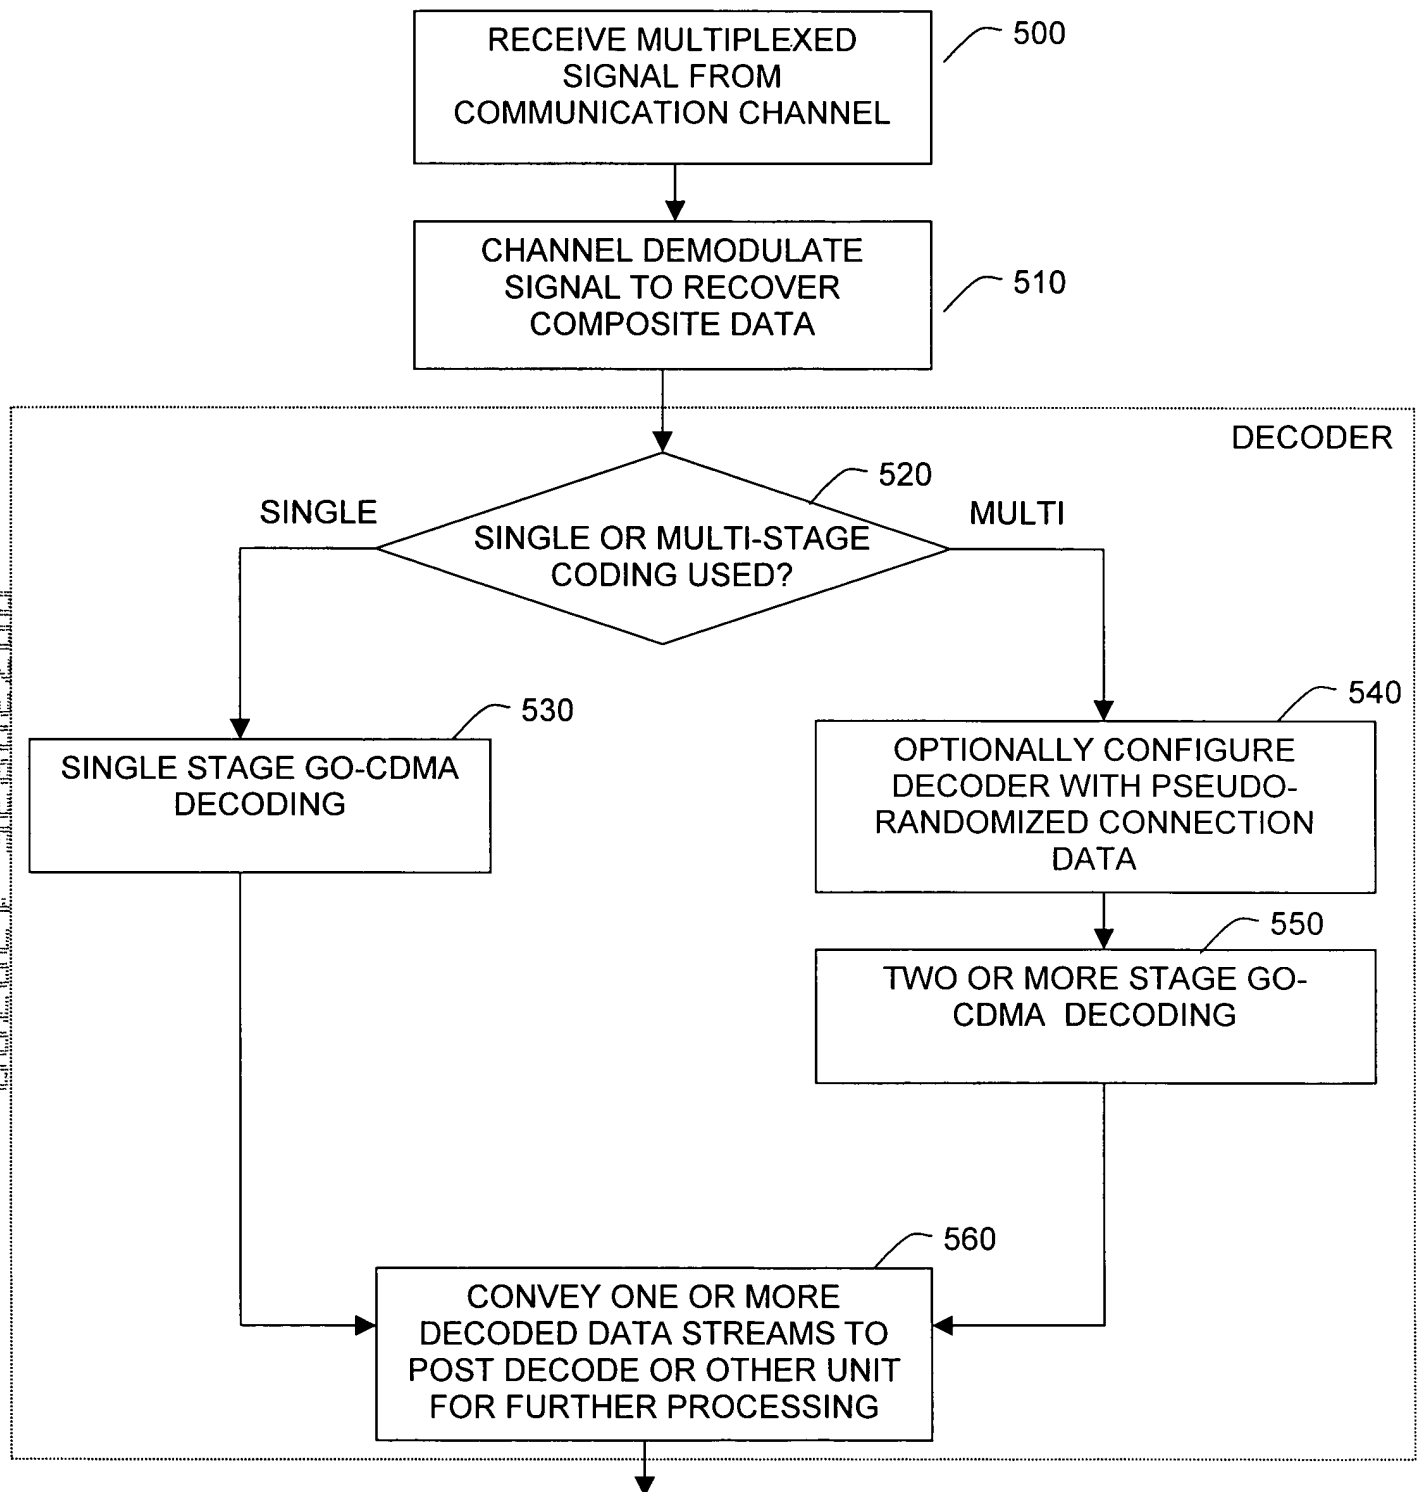 RECEIVE MULTIPLEXED
SIGNAL FROM
COMMUNICATION CHANNEL
500
CHANNEL DEMODULATE
SIGNAL TO RECOVER
COMPOSITE DATA
510
DECODER
520
SINGLE
MULTI
SINGLE OR MULTI-STAGE
CODING USED?
530
SINGLE STAGE GO-CDMA
DECODING
540
OPTIONALLY CONFIGURE
DECODER WITH PSEUDO-
RANDOMIZED CONNECTION
DATA
550
TWO OR MORE STAGE GO-
CDMA DECODING
560
CONVEY ONE OR MORE
DECODED DATA STREAMS TO
POST DECODE OR OTHER UNIT
FOR FURTHER PROCESSING